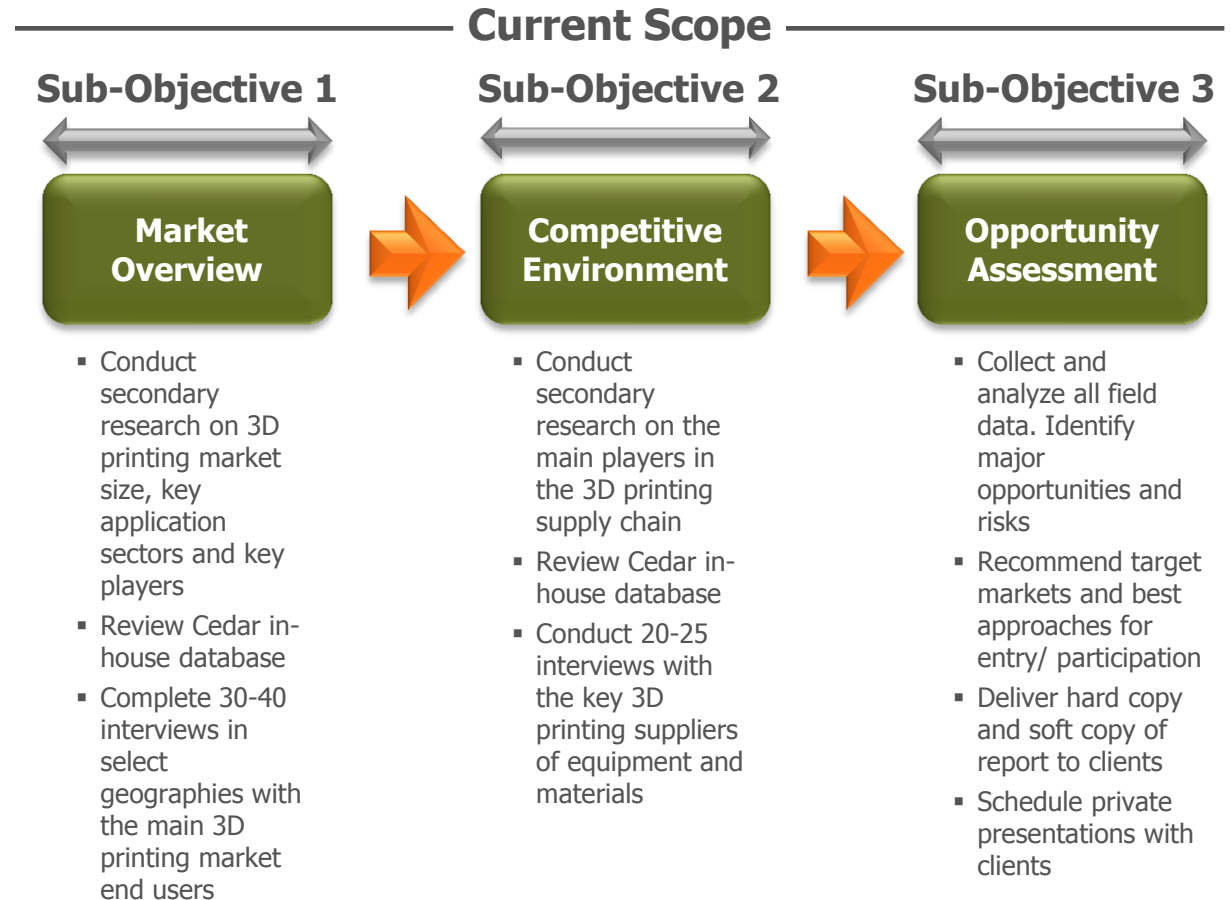 Current Scope
Sub-Objective 1
Market
Overview
▪ Conduct
secondary
research on 3D
printing market
size, key
application
sectors and key
players
▪ Review Cedar in-
house database
▪ Complete 30-40
interviews in
select
geographies with
the main 3D
printing market
end users
Sub-Objective 2
Competitive
Environment
▪ Conduct
secondary
research on the
main players in
the 3D printing
supply chain
▪ Review Cedar in-
house database
▪ Conduct 20-25
interviews with
the key 3D
printing suppliers
of equipment and
materials
Sub-Objective 3
Opportunity
Assessment
▪ Collect and
analyze all field
data. Identify
major
opportunities and
risks
▪ Recommend target
markets and best
approaches for
entry/ participation
▪ Deliver hard copy
and soft copy of
report to clients
▪ Schedule private
presentations with
clients